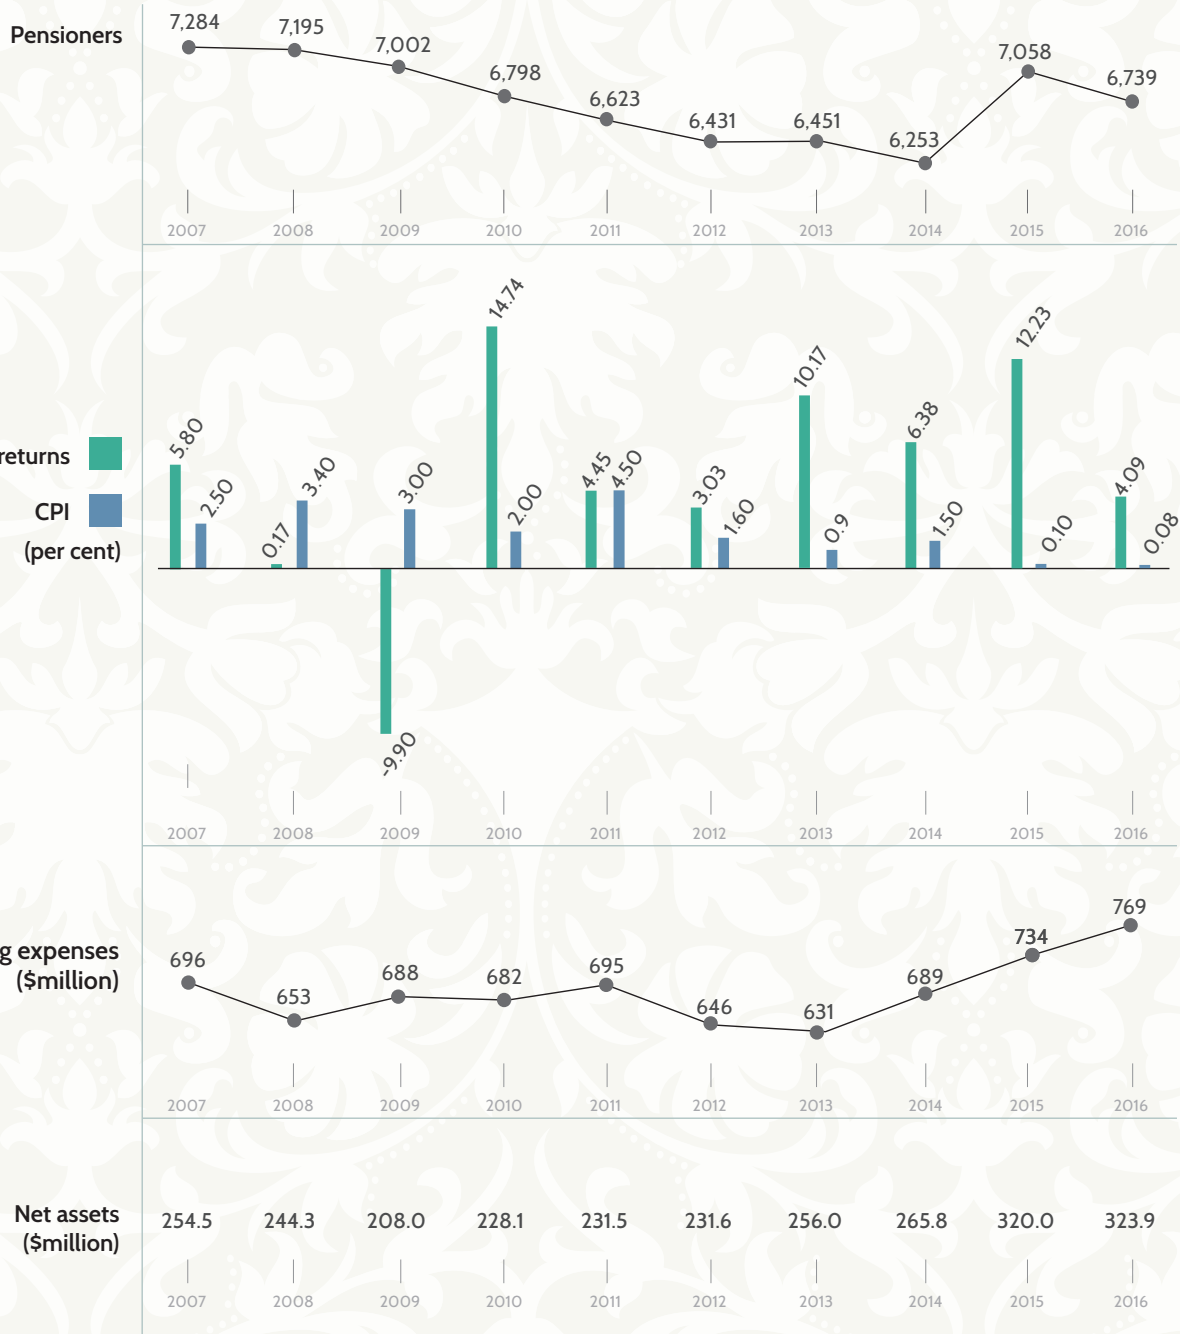 Pensioners
7,284 7,195 7,002 6,798 6,623 6,431 6,451 6,253 7,058 6,739
2007 2008 2009 2010 2011 2012 2013 2014 2015 2016
returns
CPI
(per cent)
5.80 2.50 0.17 3.40 -9.90 3.00 14.74 2.00 4.45 4.50 3.03 1.60 10.17 0.9 6.38 1.50 12.23 0.10 4.09 0.08
2007 2008 2009 2010 2011 2012 2013 2014 2015 2016
g expenses
($million)
696 653 688 682 695 646 631 689 734 769
2007 2008 2009 2010 2011 2012 2013 2014 2015 2016
Net assets
($million)
254.5 244.3 208.0 228.1 231.5 231.6 256.0 265.8 320.0 323.9
2007 2008 2009 2010 2011 2012 2013 2014 2015 2016